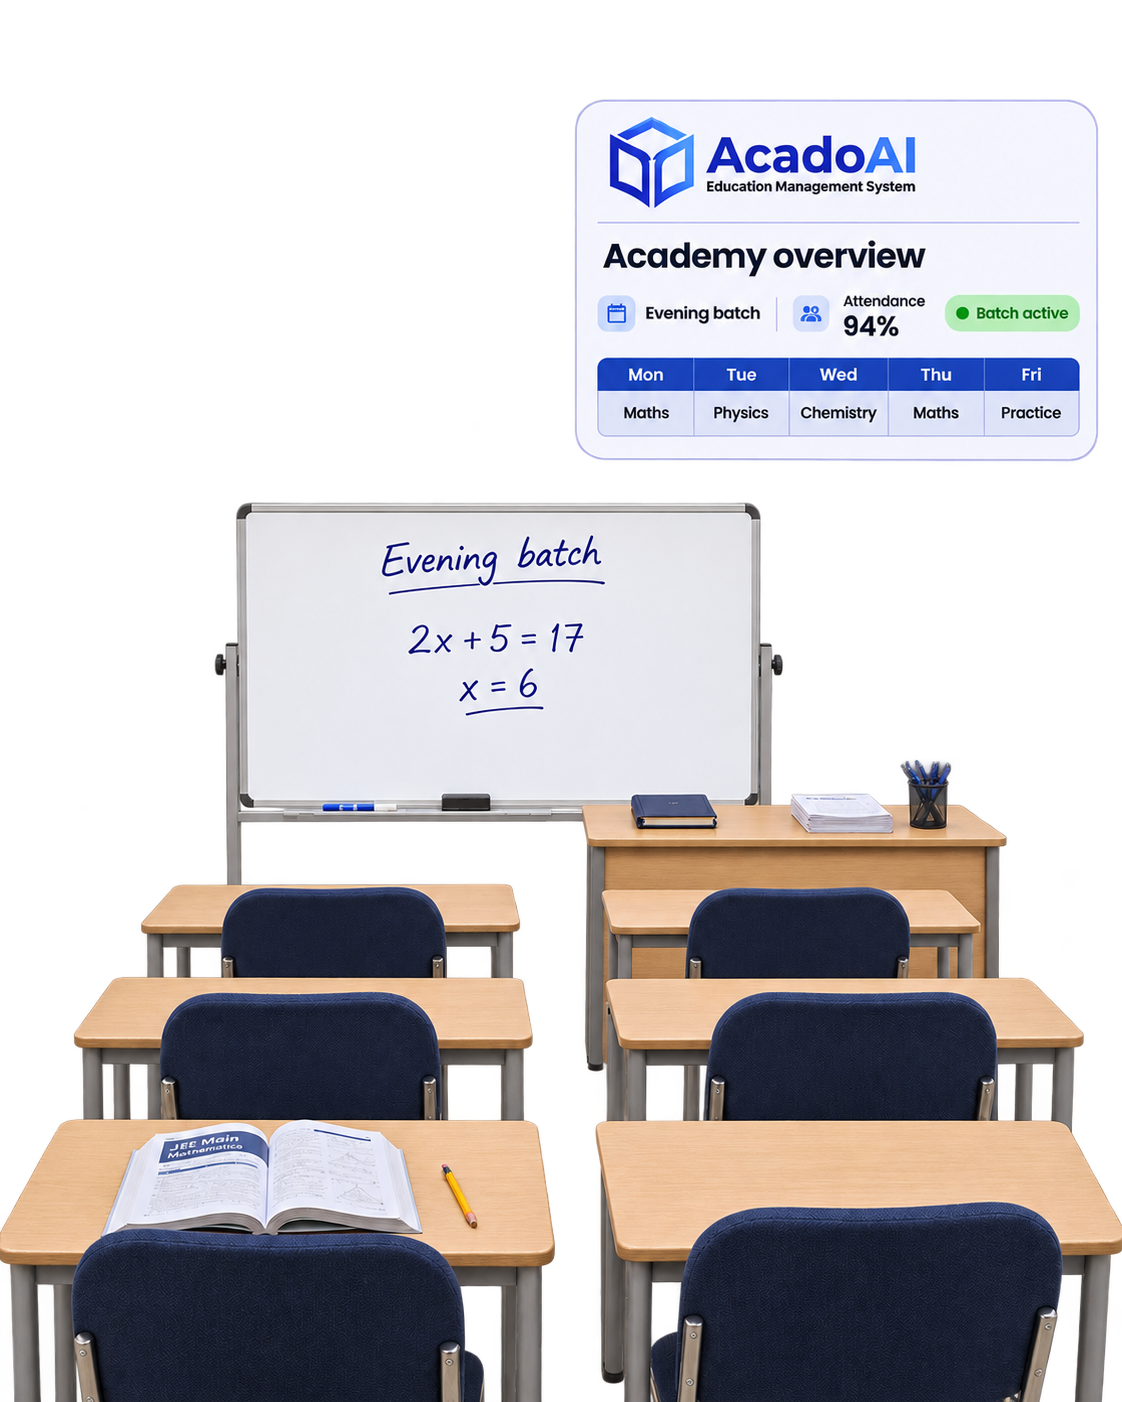 AcadoAI
Education Management System
Academy overview
Evening batch
Attendance
94%
Batch active
Mon Tue Wed Thu Fri
Maths Physics Chemistry Maths Practice
Evening batch
2x + 5 = 17
x = 6
JEE Main
Mathematics